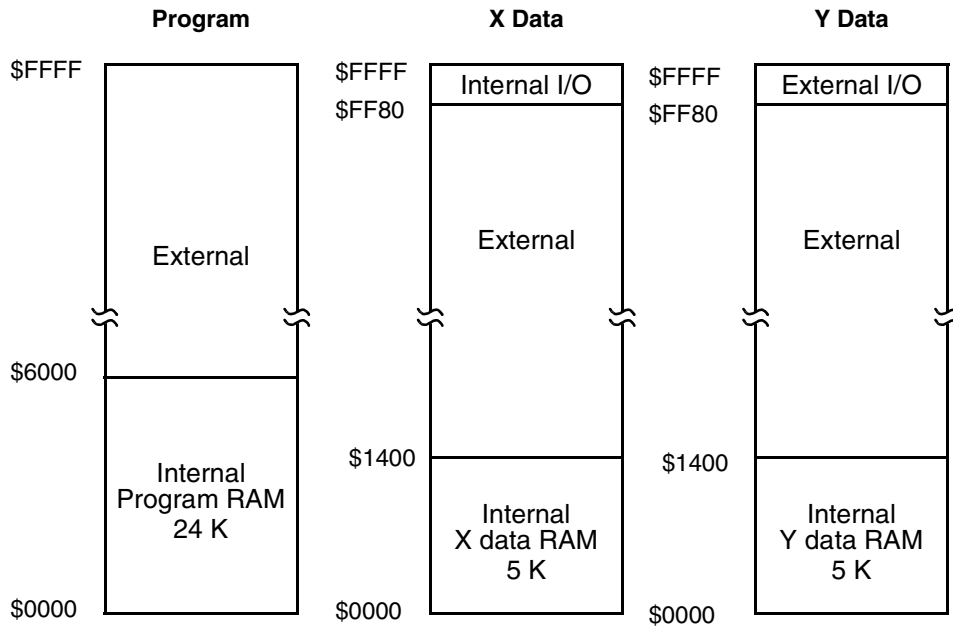 Program
$FFFF
External
$6000
Internal
Program RAM
24 K
$0000
X Data
$FFFF
Internal I/O
$FF80
External
$1400
Internal
X data RAM
5 K
$0000
Y Data
$FFFF
External I/O
$FF80
External
$1400
Internal
Y data RAM
5 K
$0000